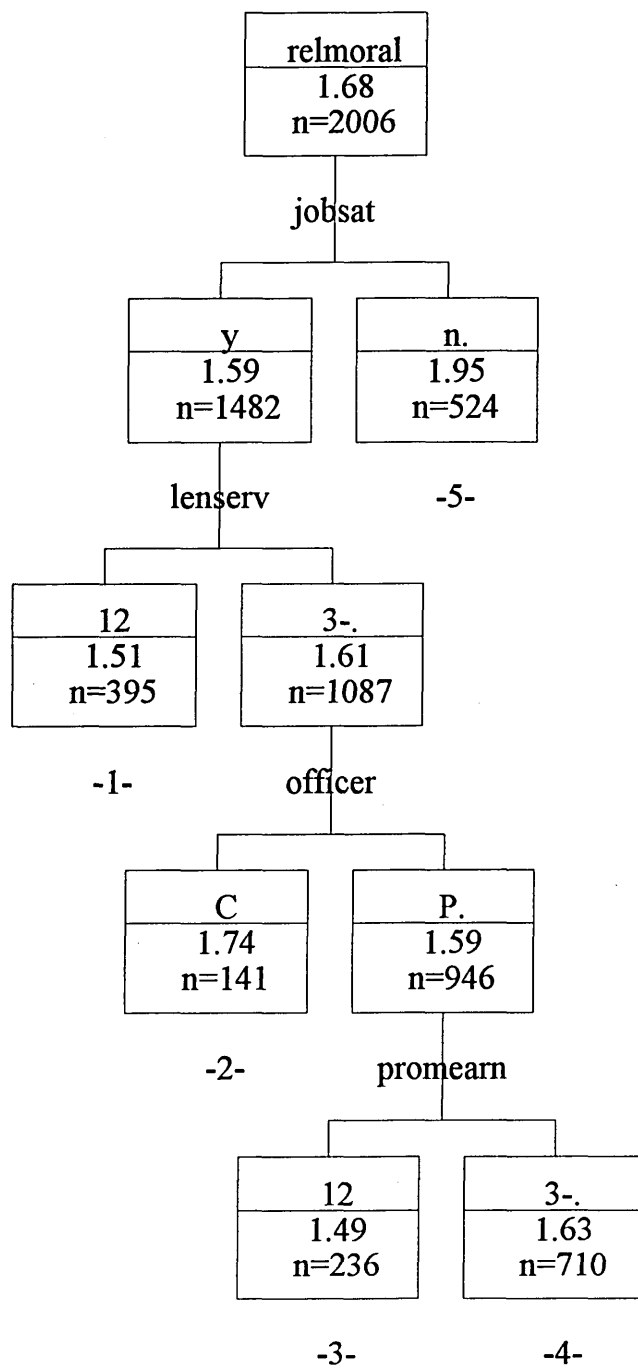 relmoral
1.68
n=2006
jobsat
y
1.59
n=1482
n.
1.95
n=524
lenserv
-5-
12
1.51
n=395
3-.
1.61
n=1087
-1-
officer
C
1.74
n=141
P.
1.59
n=946
-2-
promearn
12
1.49
n=236
3-.
1.63
n=710
-3-
-4-